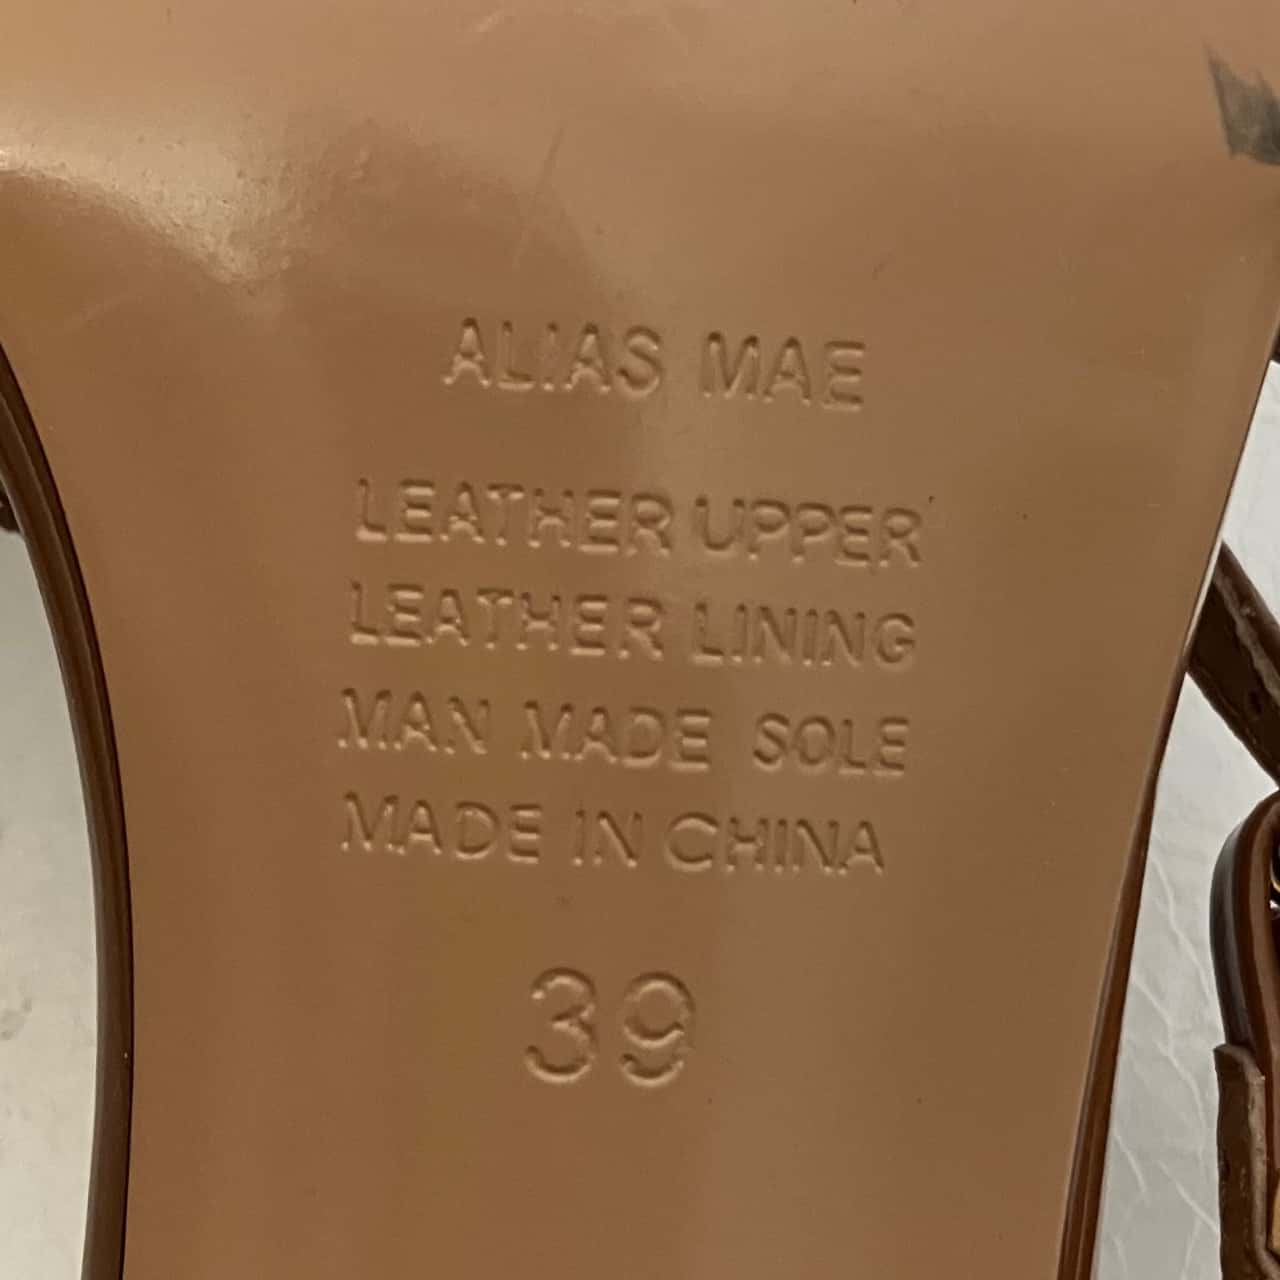 ALIAS MAE
LEATHER UPPER
LEATHER LINING
MAN MADE SOLE
MADE IN CHINA
39